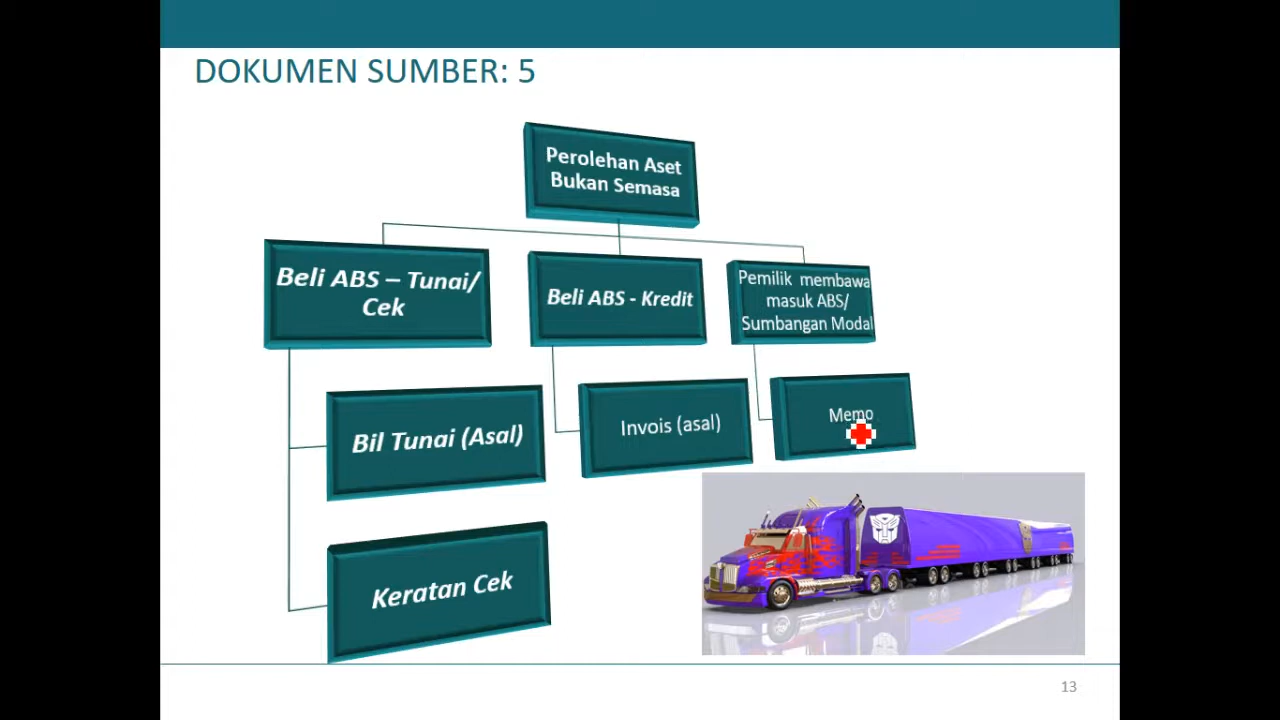 DOKUMEN SUMBER: 5
Perolehan Aset
Bukan Semasa
Beli ABS – Tunai/
Cek
Beli ABS - Kredit
Pemilik membawa
masuk ABS/
Sumbangan Modal
Bil Tunai (Asal)
Invois (asal)
Memo
Keratan Cek
13